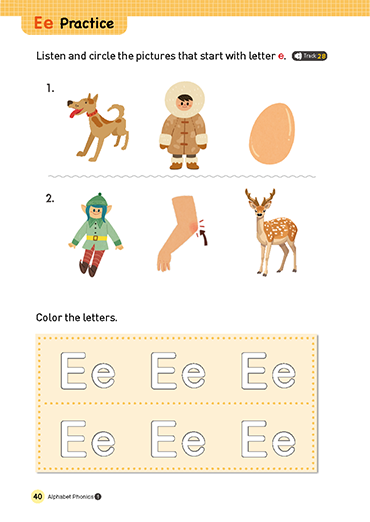 Ee Practice
Listen and circle the pictures that start with letter e. Track 28
1.
2.
Color the letters.
Ee Ee Ee
Ee Ee Ee
40 Alphabet Phonics 1